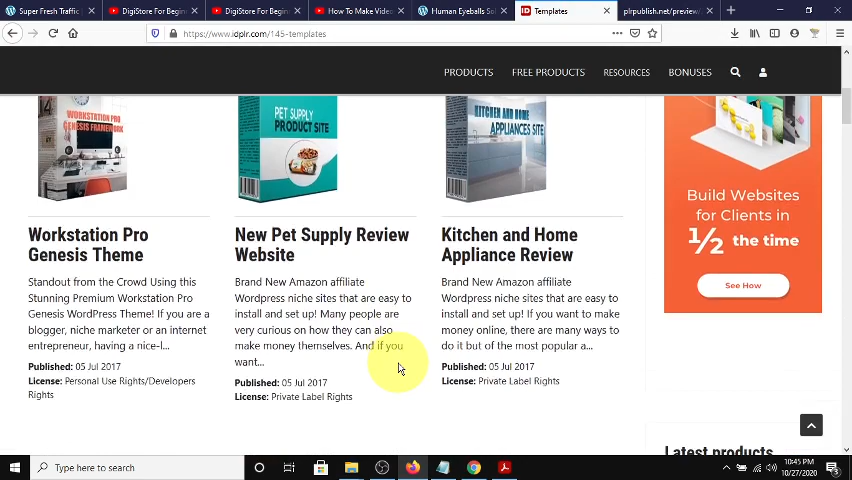 Super Fresh Traffic
DigiStore For Begin
DigiStore For Begin
How To Make Video
Human Eyeballs Sol
Templates
plrpublish.net/preview/
https://www.idplr.com/145-templates
PRODUCTS
FREE PRODUCTS
RESOURCES
BONUSES
WORKSTATION PRO
GENESIS FRAMEWORK
PET SUPPLY
PRODUCT SITE
KITCHEN AND HOME
APPLIANCES SITE
Workstation Pro
Genesis Theme
Standout from the Crowd Using this
Stunning Premium Workstation Pro
Genesis WordPress Theme! If you are a
blogger, niche marketer or an internet
entrepreneur, having a nice-l...
Published: 05 Jul 2017
License: Personal Use Rights/Developers
Rights
New Pet Supply Review
Website
Brand New Amazon affiliate
Wordpress niche sites that are easy to
install and set up! Many people are
very curious on how they can also
make money themselves. And if you
want...
Published: 05 Jul 2017
License: Private Label Rights
Kitchen and Home
Appliance Review
Brand New Amazon affiliate
Wordpress niche sites that are easy to
install and set up! If you want to make
money online, there are many ways to
do it but of the most popular a...
Published: 05 Jul 2017
License: Private Label Rights
Build Websites
for Clients in
1/2 the time
See How
Latest products
Type here to search
10:45 PM
10/27/2020
3